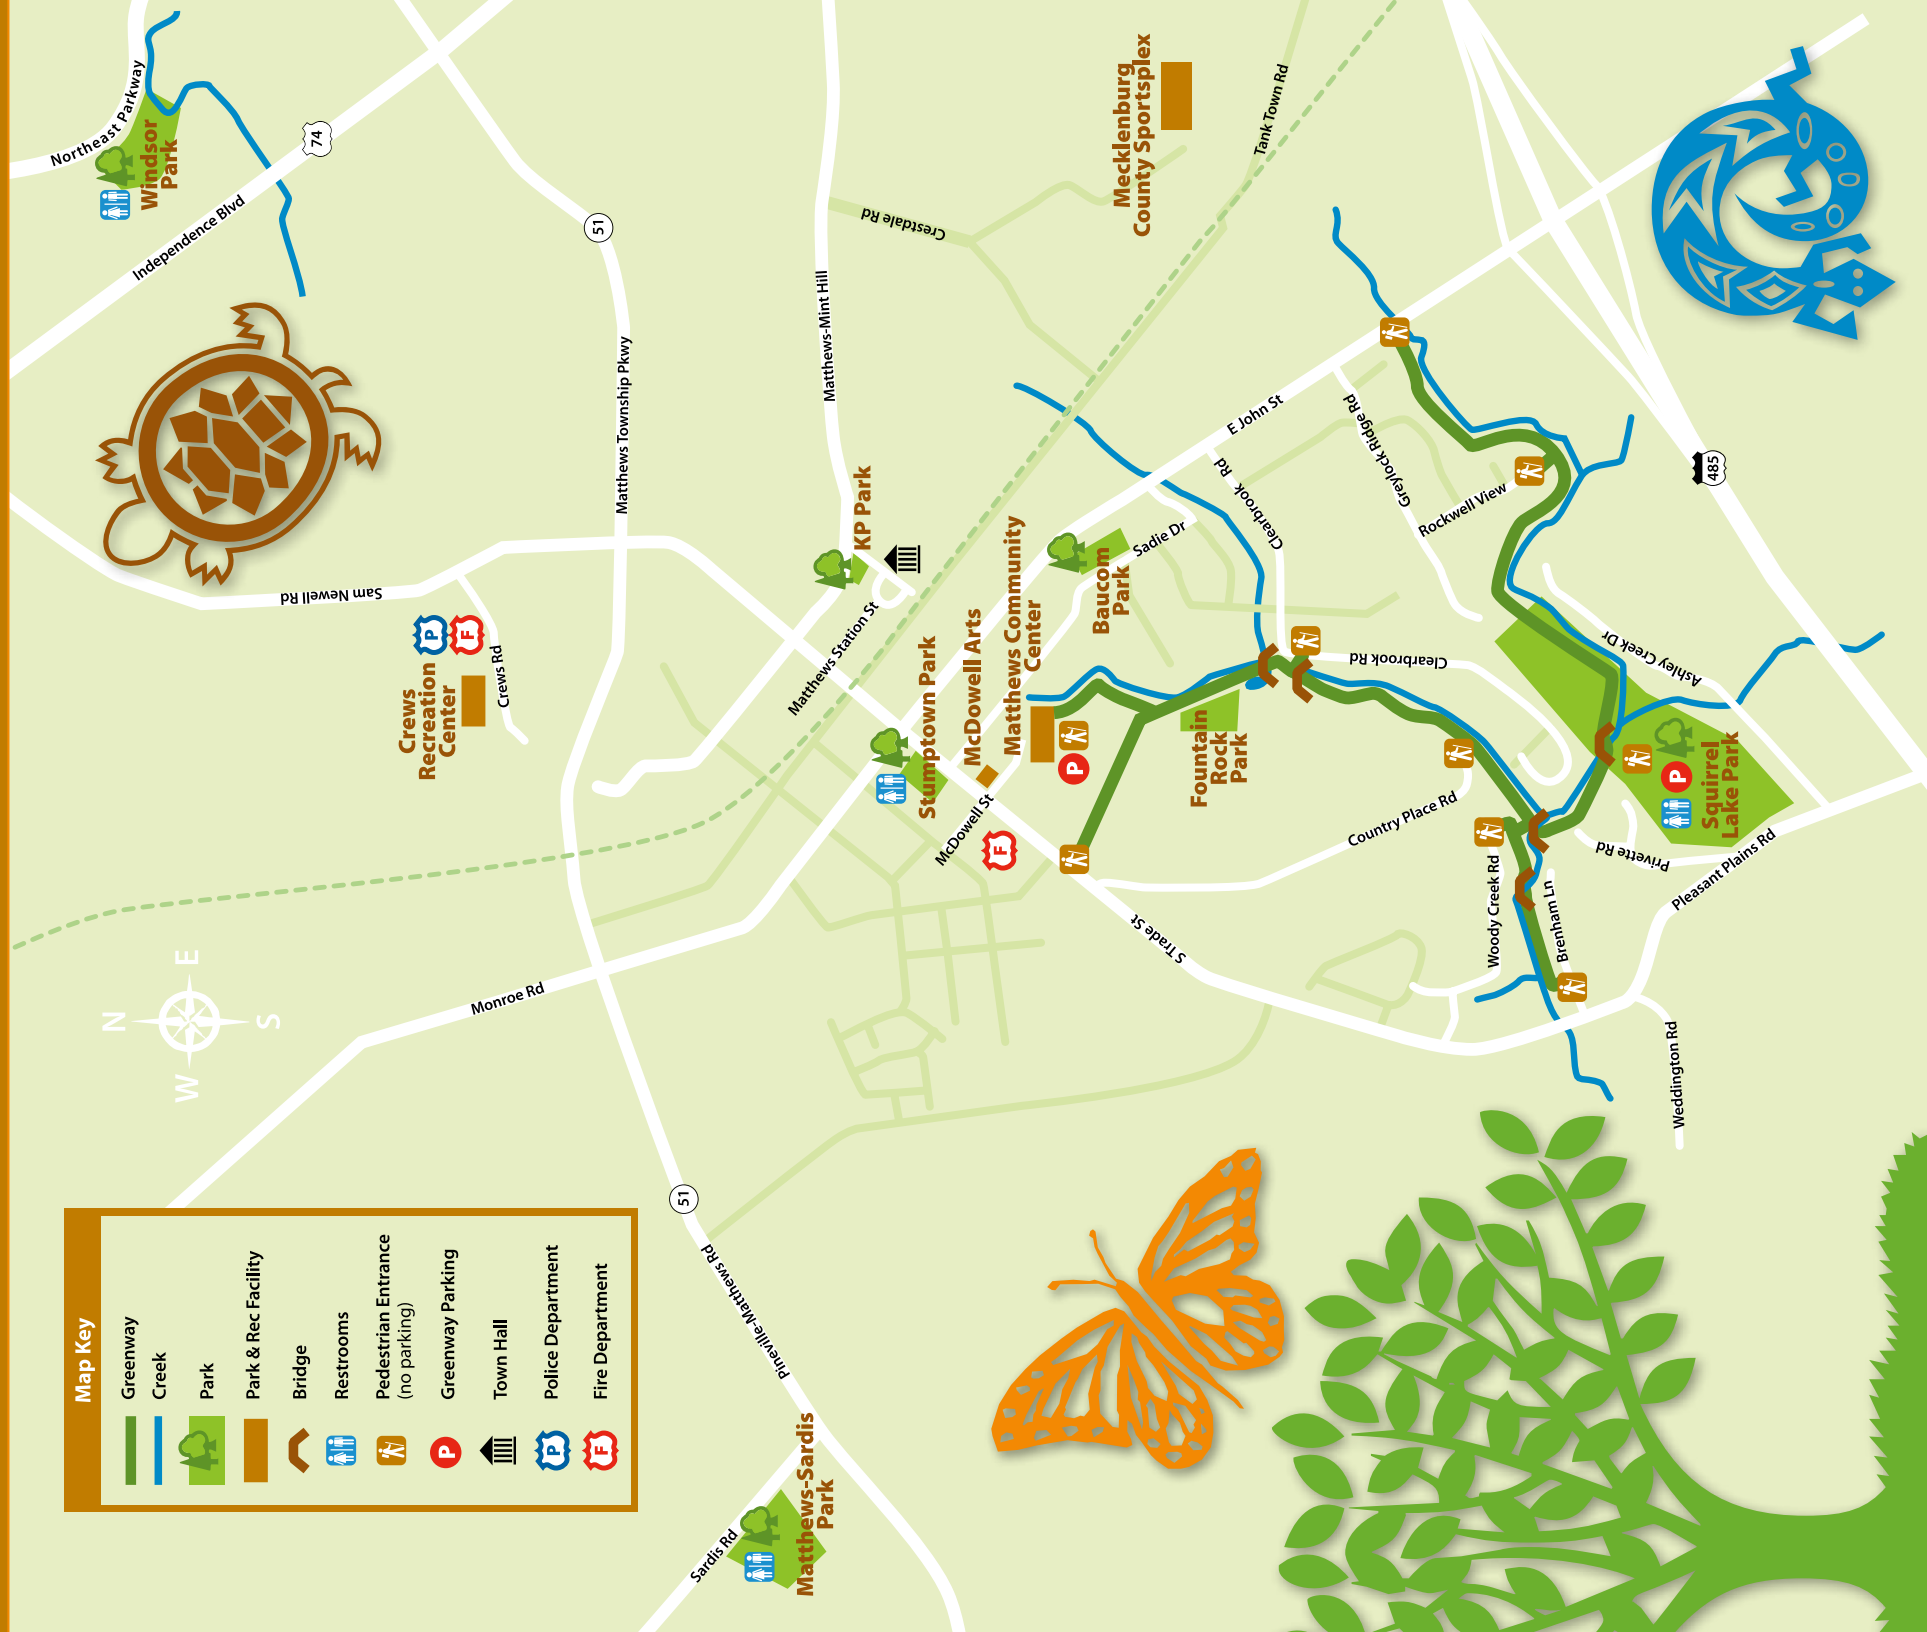 Map Key
Greenway
Creek
Park
Park & Rec Facility
Bridge
Restrooms
Pedestrian Entrance
(no parking)
P
Greenway Parking
Town Hall
P
Police Department
F
Fire Department
N
W
E
S
Northeast Parkway
Windsor
Park
74
Independence Blvd
51
Matthews Township Pkwy
Sam Newell Rd
P
F
Crews
Recreation
Center
Crews Rd
Matthews-Mint Hill
Crestdale Rd
Mecklenburg
County Sportsplex
Tank Town Rd
KP Park
Matthews Station St
Stumptown Park
McDowell Arts
Matthews Community
Center
P
McDowell St
F
Baucom
Park
Sadie Dr
E John St
Clearbrook Rd
Greylock Ridge Rd
Rockwell View
485
Ashley Creek Dr
Clearbrook Rd
Fountain
Rock
Park
Country Place Rd
Woody Creek Rd
Brenham Ln
Privette Rd
P
Squirrel
Lake Park
Pleasant Plains Rd
Weddington Rd
S Trade St
Monroe Rd
51
Pineville-Matthews Rd
Sardis Rd
Matthews-Sardis
Park